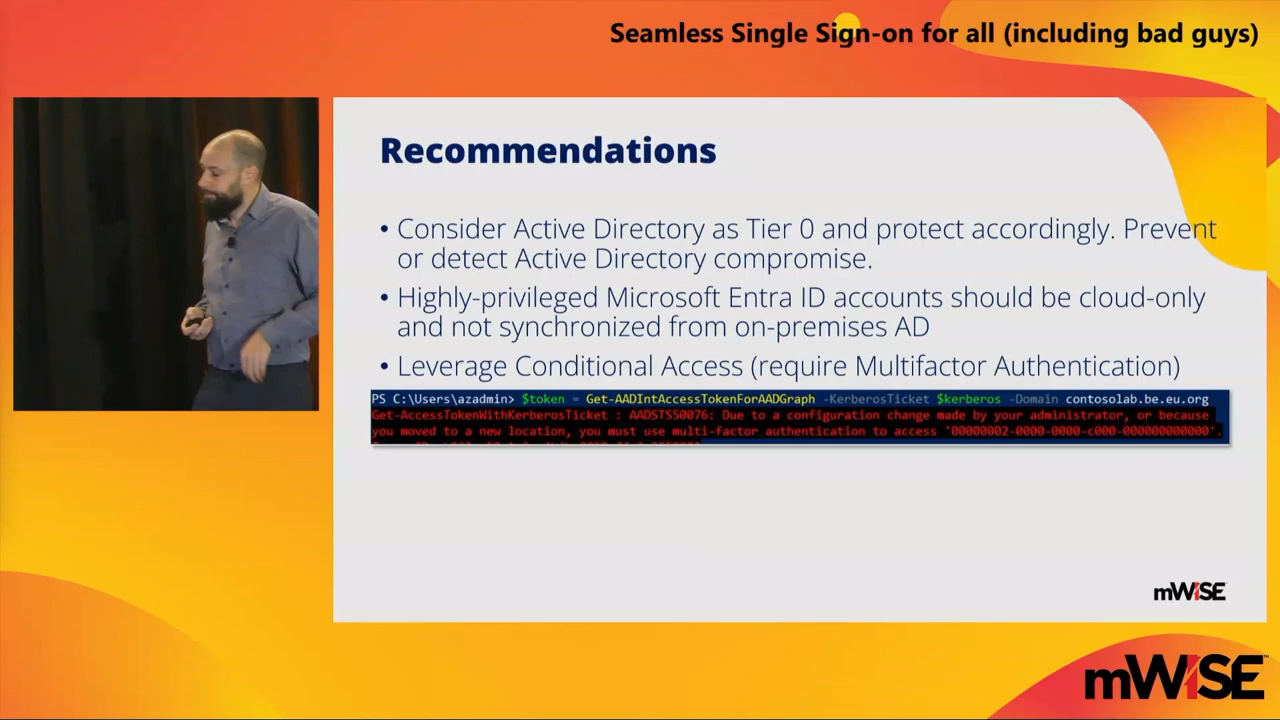 Seamless Single Sign-on for all (including bad guys)
Recommendations
• Consider Active Directory as Tier 0 and protect accordingly. Prevent
or detect Active Directory compromise.
• Highly-privileged Microsoft Entra ID accounts should be cloud-only
and not synchronized from on-premises AD
• Leverage Conditional Access (require Multifactor Authentication)
PS C:\Users\azadmin> $token = Get-AADIntAccessTokenForAADGraph -KerberosTicket $kerberos -Domain contosolab.be.eu.org
Get-AccessTokenWithKerberosTicket : AADSTS50076: Due to a configuration change made by your administrator, or because
you moved to a new location, you must use multi-factor authentication to access '00000002-0000-0000-c000-000000000000'.
mWISE
mWISE™